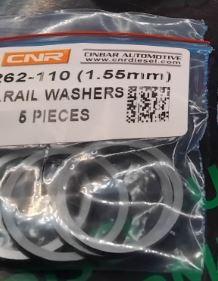 CNR
CINBAR AUTOMOTIVE
www.cnrdiesel.com
262-110 (1.55mm)
RAIL WASHERS
5 PIECES